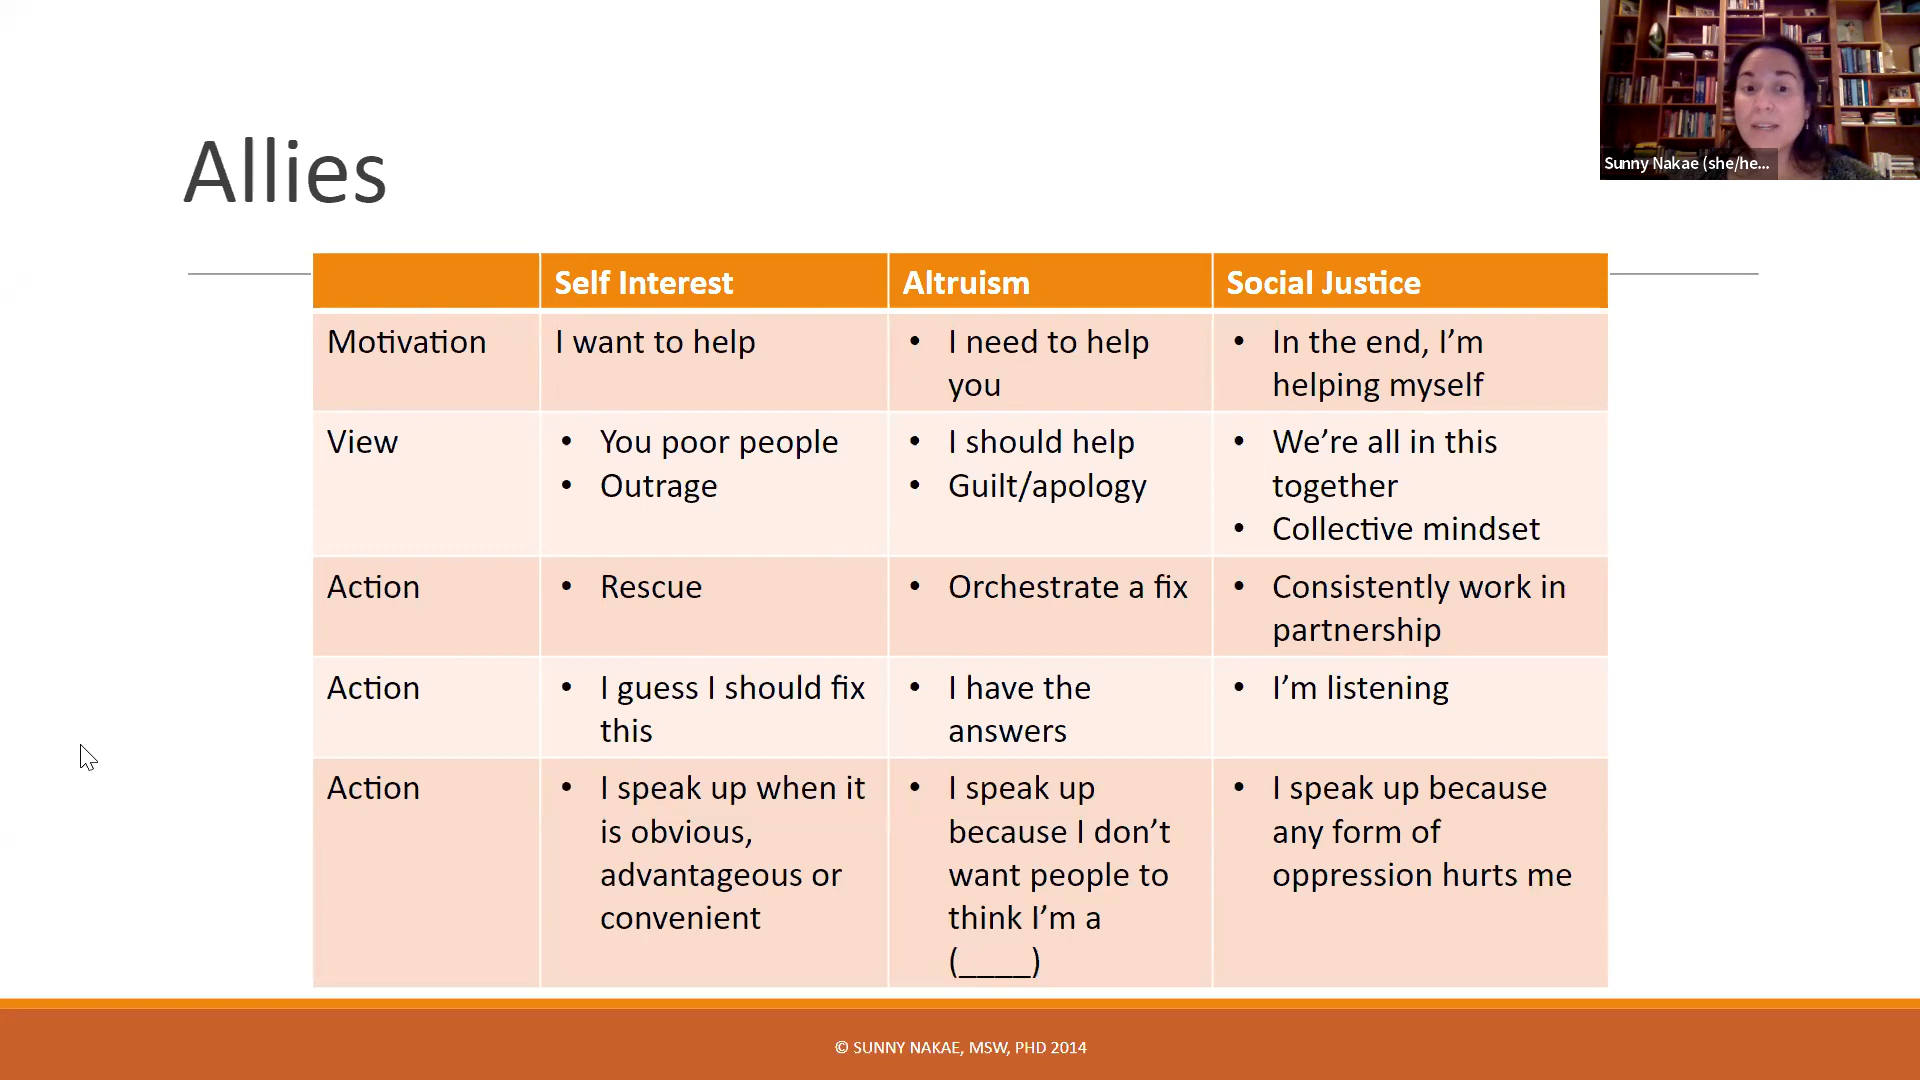 Sunny Nakae (she/he...
Allies
Self Interest
Altruism
Social Justice
Motivation
I want to help
• I need to help
you
• In the end, I’m
helping myself
View
• You poor people
• Outrage
• I should help
• Guilt/apology
• We’re all in this
together
• Collective mindset
Action
• Rescue
• Orchestrate a fix
• Consistently work in
partnership
Action
• I guess I should fix
this
• I have the
answers
• I’m listening
Action
• I speak up when it
is obvious,
advantageous or
convenient
• I speak up
because I don’t
want people to
think I’m a
(____)
• I speak up because
any form of
oppression hurts me
© SUNNY NAKAE, MSW, PHD 2014